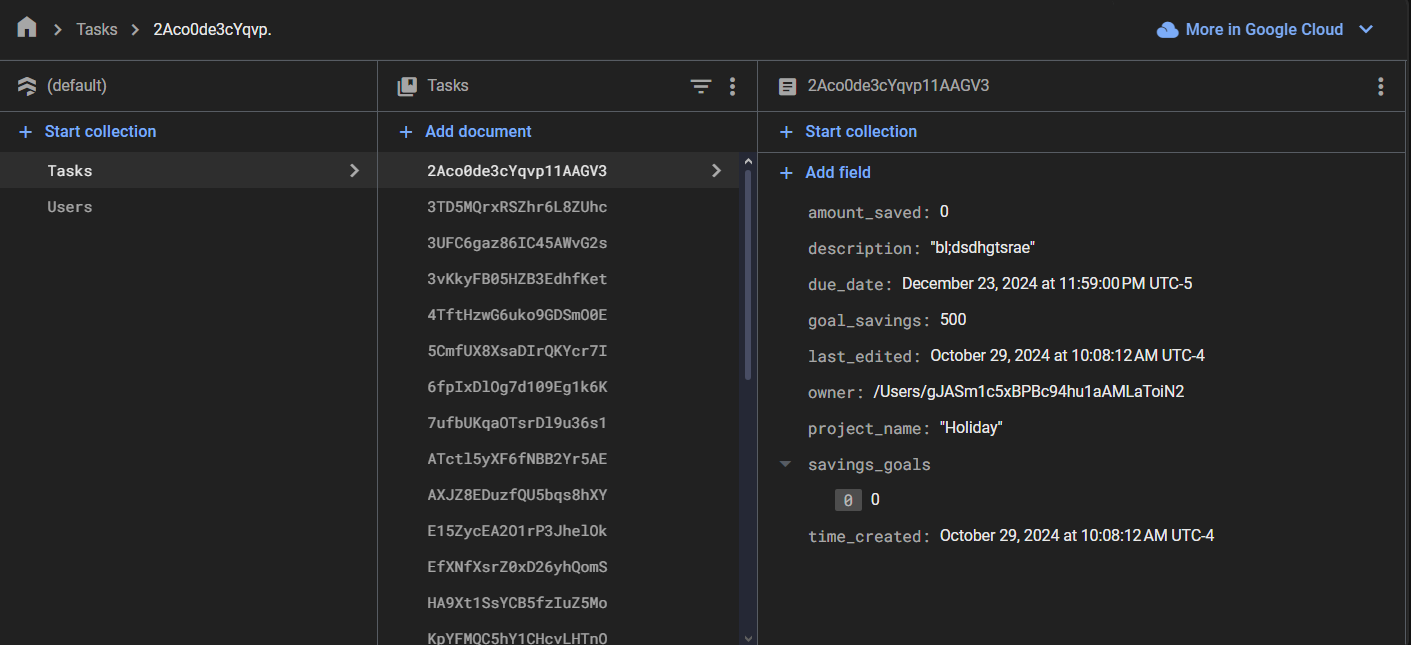 Tasks 2Aco0de3cYqvp.
More in Google Cloud
(default)
Start collection
Tasks
Users
Tasks
Add document
2Aco0de3cYqvp11AAGV3
3TD5MQrxRSZhr6L8ZUhc
3UFC6gaz86IC45AWvG2s
3vKkyFB05HZB3EdhfKet
4TftHzwG6uko9GDSmO0E
5CmfUX8XsaDIrQKYcr7I
6fpIxDlOg7d109Eg1k6K
7ufbUKqaOTsrDl9u36s1
ATctl5yXF6fNBB2Yr5AE
AXJZ8EDuzfQU5bqs8hXY
E15ZycEA2O1rP3JhelOk
EfXNfXsrZ0xD26yhQomS
HA9Xt1SsYCB5fzIuZ5Mo
KpYFMQC5hY1CHcvLHTnO
2Aco0de3cYqvp11AAGV3
Start collection
Add field
amount_saved: 0
description: "bl;dsdhgtsrae"
due_date: December 23, 2024 at 11:59:00 PM UTC-5
goal_savings: 500
last_edited: October 29, 2024 at 10:08:12 AM UTC-4
owner: /Users/gJASm1c5xBPBc94hu1aAMLaToiN2
project_name: "Holiday"
savings_goals
0 0
time_created: October 29, 2024 at 10:08:12 AM UTC-4